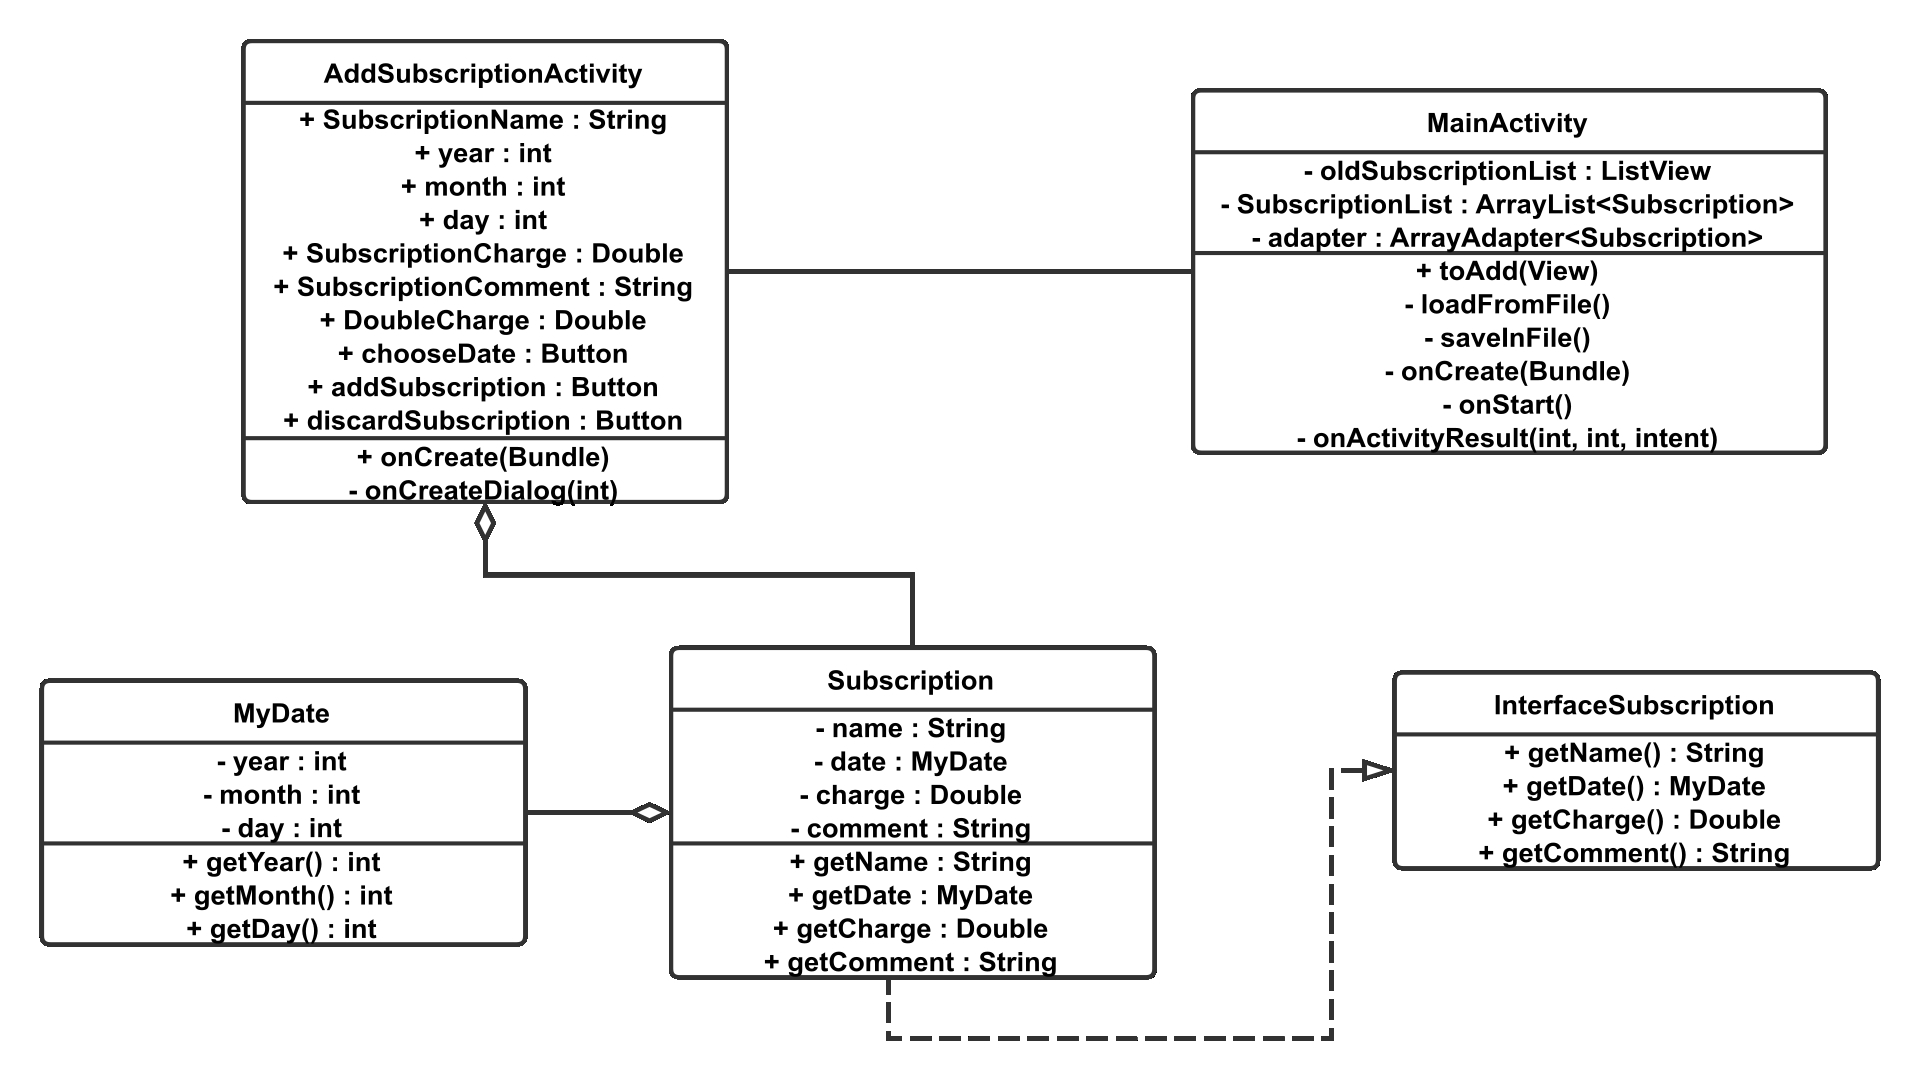 AddSubscriptionActivity
+ SubscriptionName : String
+ year : int
+ month : int
+ day : int
+ SubscriptionCharge : Double
+ SubscriptionComment : String
+ DoubleCharge : Double
+ chooseDate : Button
+ addSubscription : Button
+ discardSubscription : Button
+ onCreate(Bundle)
- onCreateDialog(int)
MainActivity
- oldSubscriptionList : ListView
- SubscriptionList : ArrayList<Subscription>
- adapter : ArrayAdapter<Subscription>
+ toAdd(View)
- loadFromFile()
- saveInFile()
- onCreate(Bundle)
- onStart()
- onActivityResult(int, int, intent)
MyDate
- year : int
- month : int
- day : int
+ getYear() : int
+ getMonth() : int
+ getDay() : int
Subscription
- name : String
- date : MyDate
- charge : Double
- comment : String
+ getName : String
+ getDate : MyDate
+ getCharge : Double
+ getComment : String
InterfaceSubscription
+ getName() : String
+ getDate() : MyDate
+ getCharge() : Double
+ getComment() : String